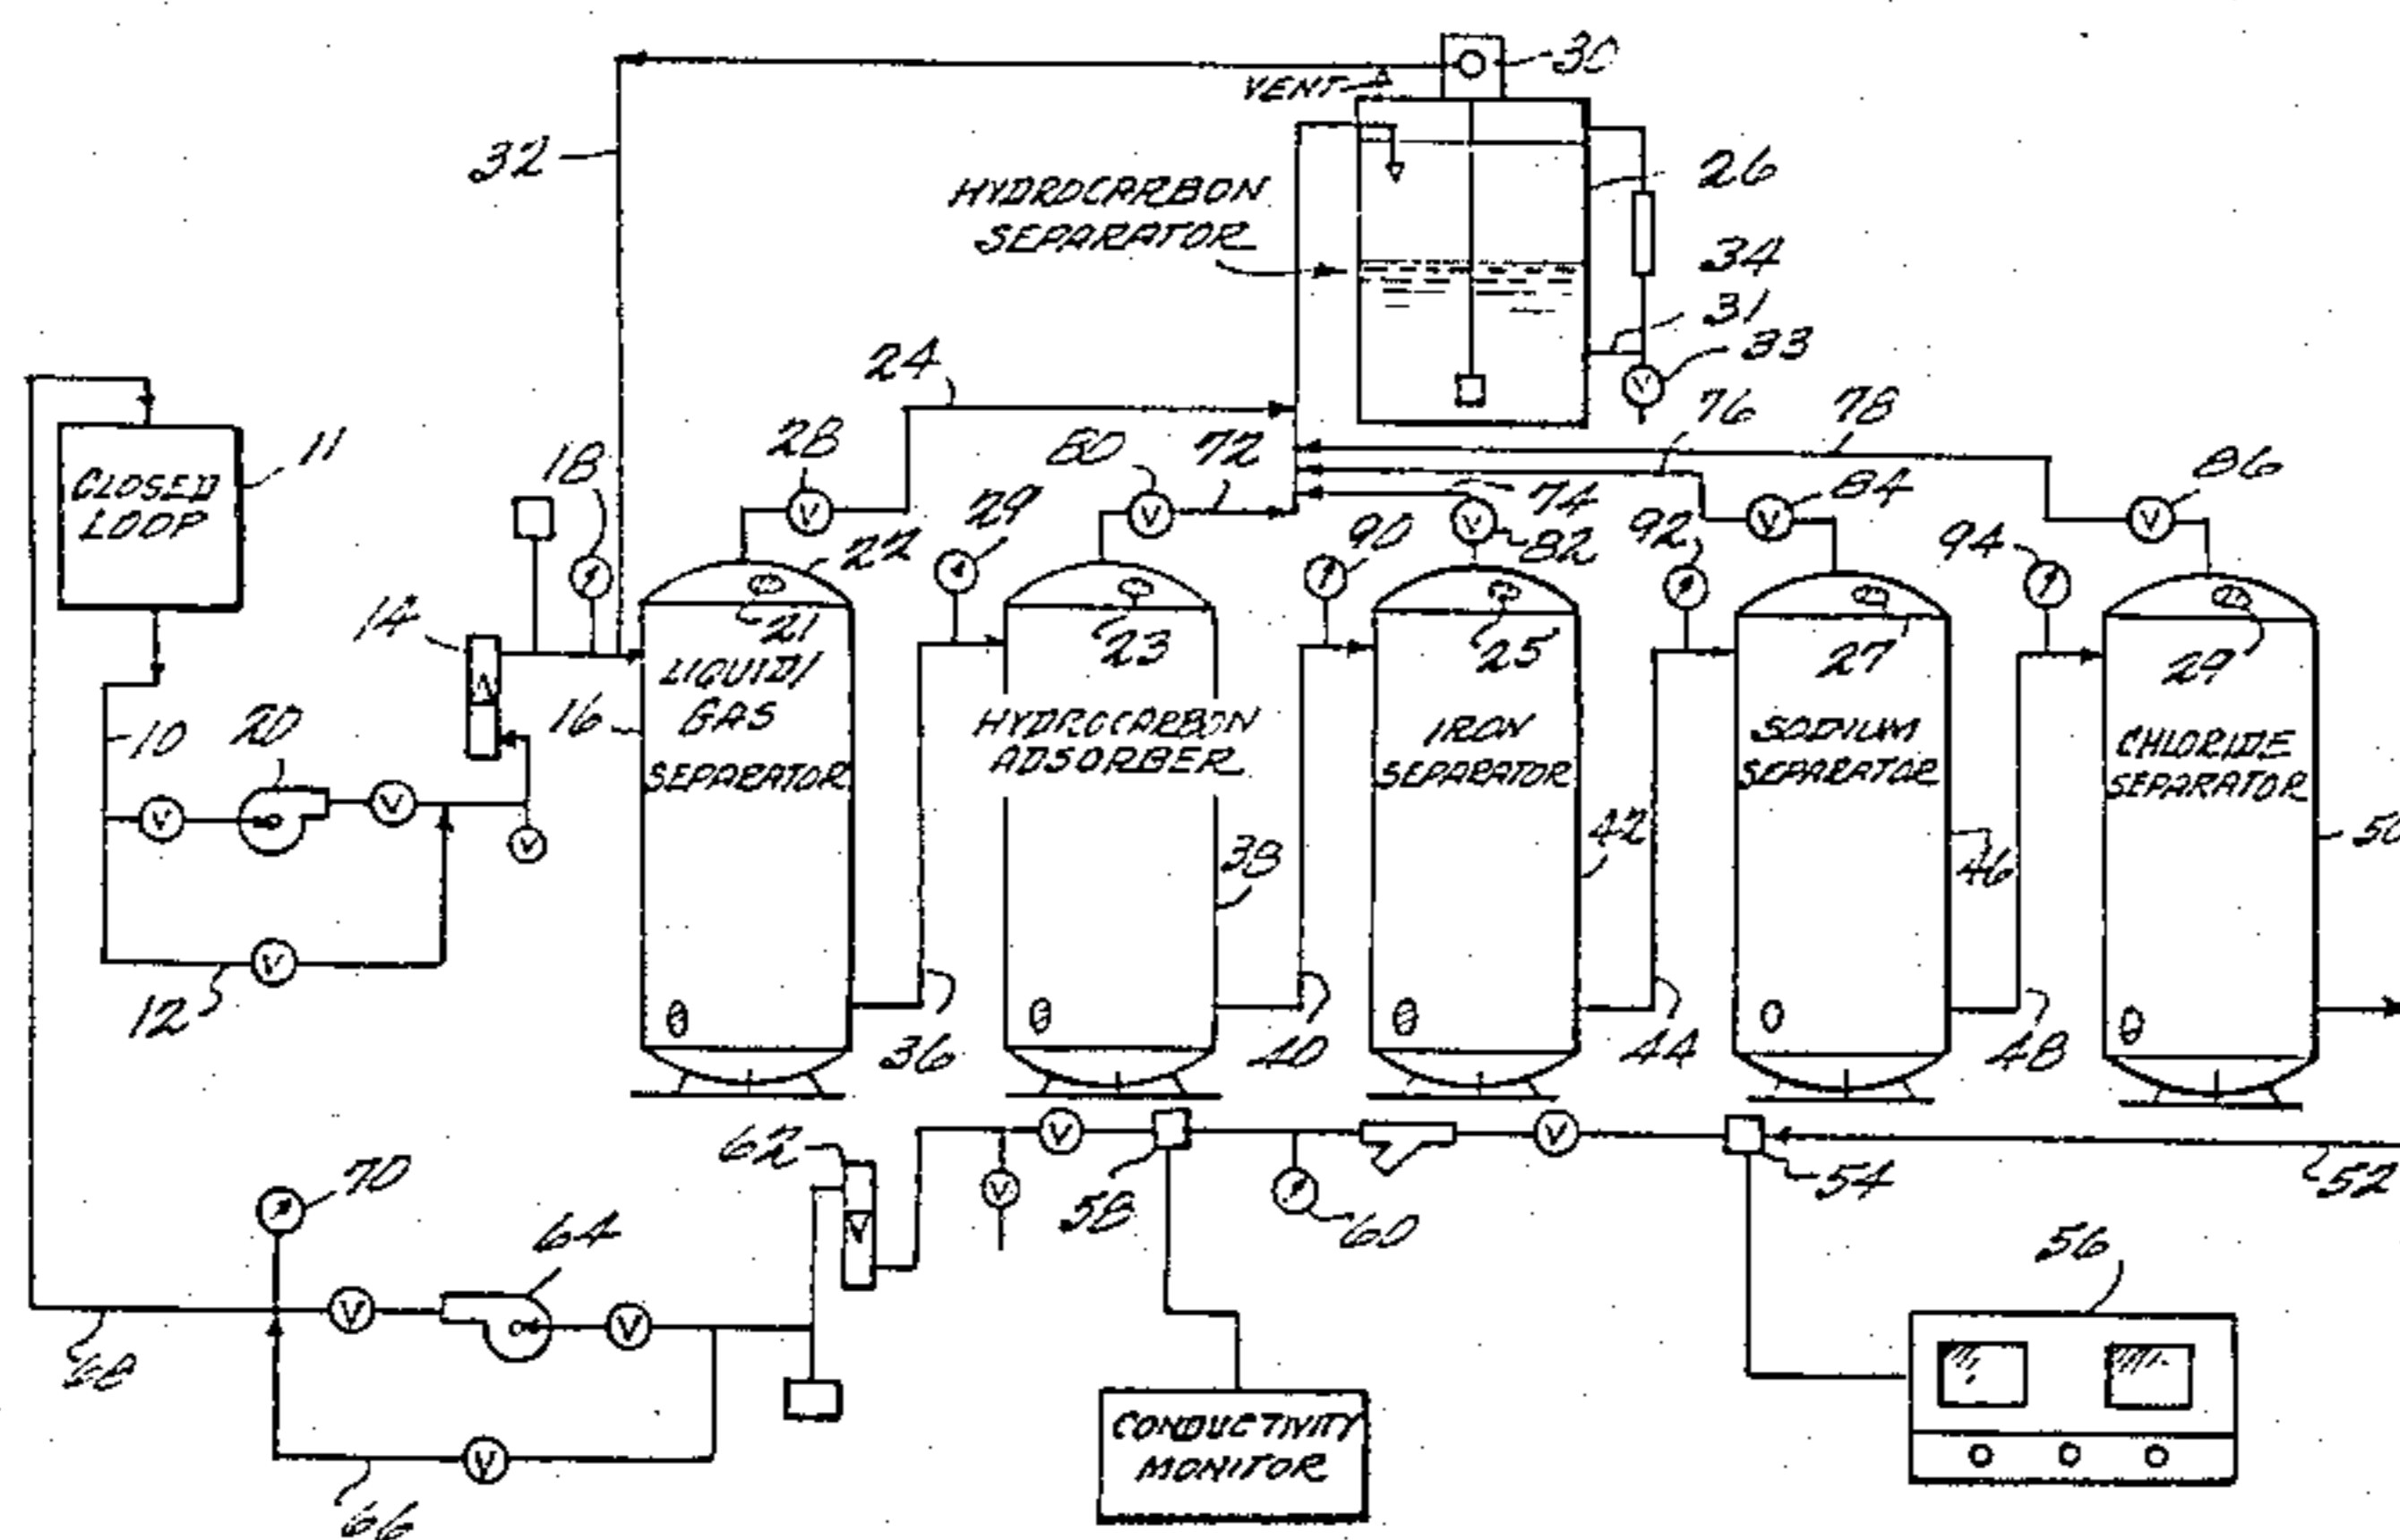 30
VENT
32
HYDROCARBON
SEPARATOR
26
34
31
33
24
76
78
11
CLOSED
LOOP
18
28
80
72
29
74
84
86
22
90
82
92
94
14
21
23
25
27
29
10
20
16
LIQUID/
GAS
SEPARATOR
HYDROCARBON
ADSORBER
IRON
SEPARATOR
SODIUM
SEPARATOR
CHLORIDE
SEPARATOR
V
V
V
V
V
V
V
V
V
V
38
42
46
50
12
36
40
44
48
62
58
60
54
52
V
V
V
70
64
56
V
V
68
V
66
CONDUCTIVITY
MONITOR